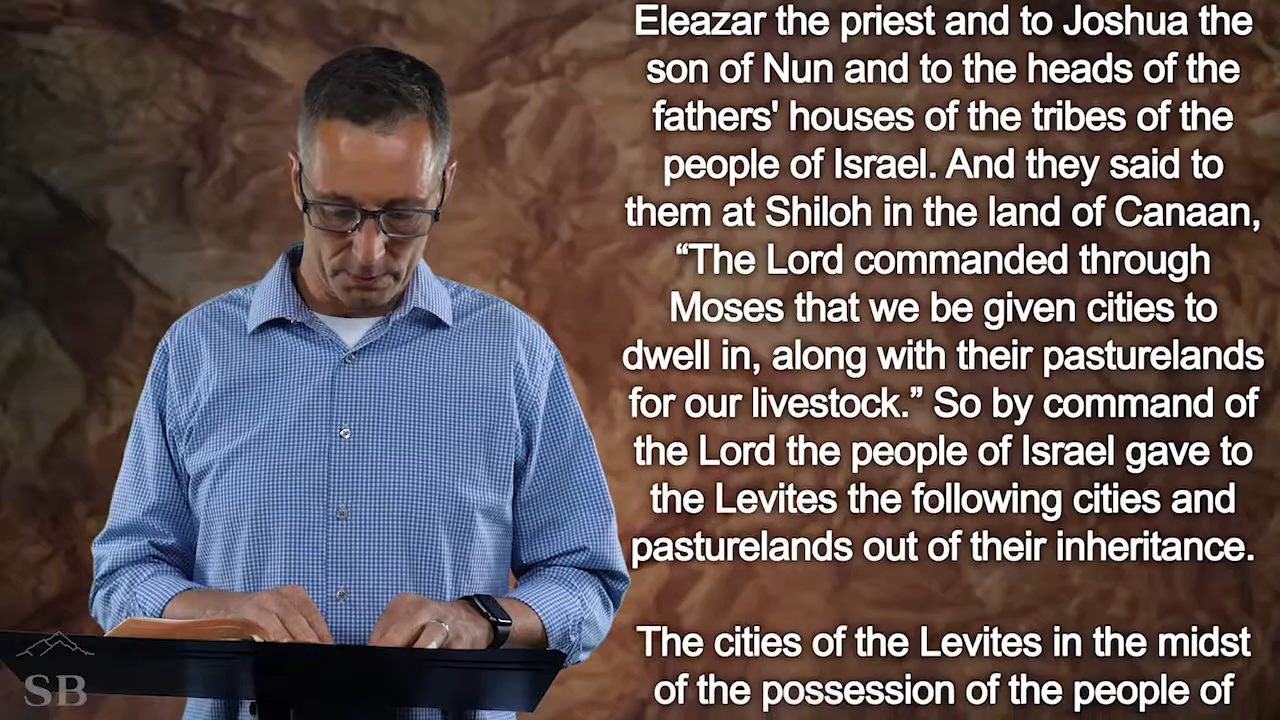 Eleazar the priest and to Joshua the
son of Nun and to the heads of the
fathers' houses of the tribes of the
people of Israel. And they said to
them at Shiloh in the land of Canaan,
“The Lord commanded through
Moses that we be given cities to
dwell in, along with their pasturelands
for our livestock.” So by command of
the Lord the people of Israel gave to
the Levites the following cities and
pasturelands out of their inheritance.
The cities of the Levites in the midst
of the possession of the people of
SB